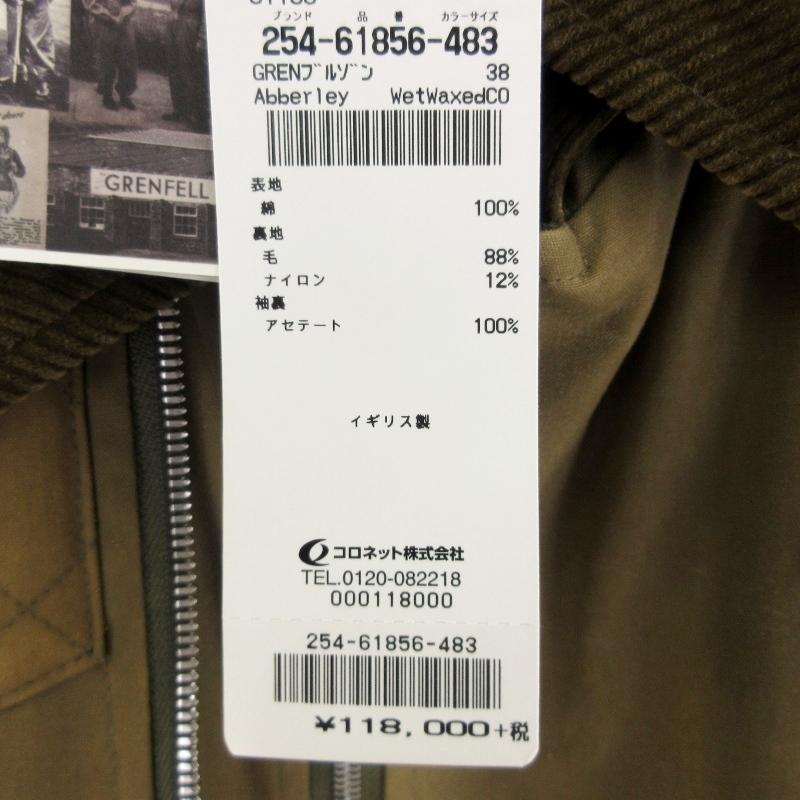 ブランド 品 番 カラーサイズ
254-61856-483
GRENブルゾン 38
Abberley WetWaxedCO
表地
綿 100%
裏地
毛 88%
ナイロン 12%
袖裏
アセテート 100%
イギリス製
コロネット株式会社
TEL.0120-082218
000118000
254-61856-483
¥118,000+税
GRENFELL